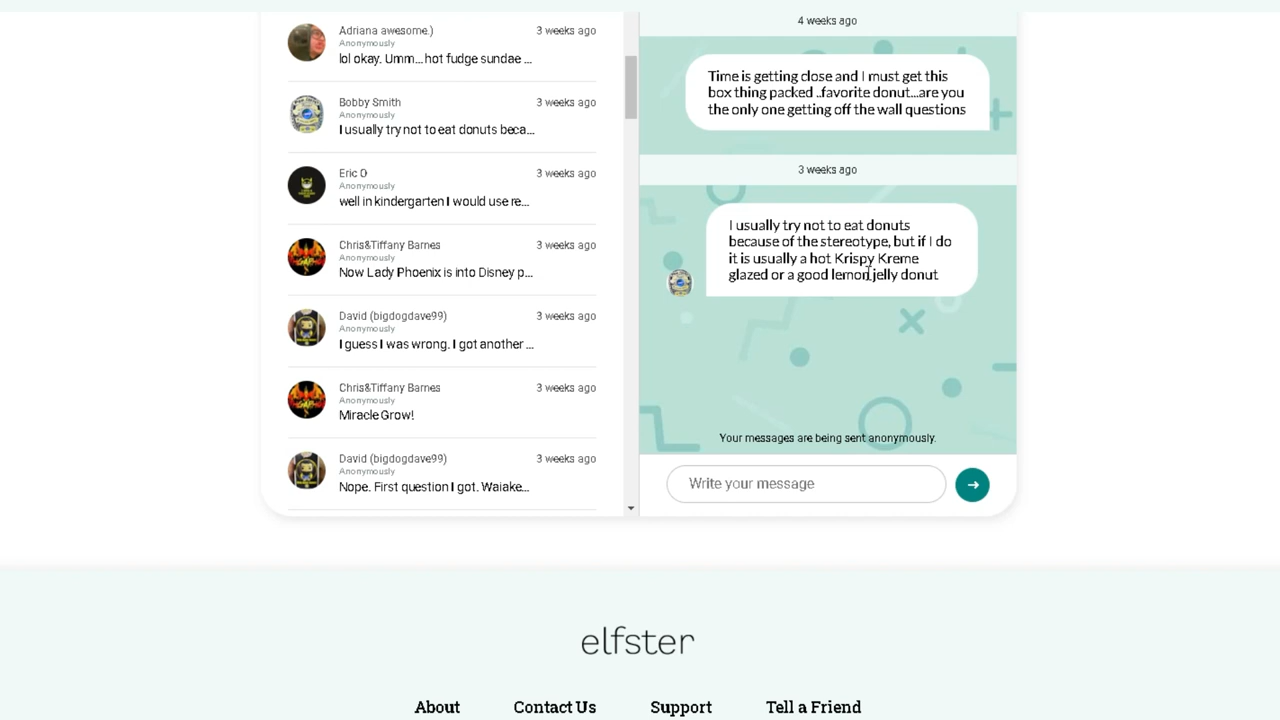 Adriana awesome:)
3 weeks ago
Anonymously
lol okay. Umm... hot fudge sundae ...
Bobby Smith
3 weeks ago
Anonymously
I usually try not to eat donuts beca...
Eric O
3 weeks ago
Anonymously
well in kindergarten I would use re...
Chris&Tiffany Barnes
3 weeks ago
Anonymously
Now Lady Phoenix is into Disney p...
David (bigdogdave99)
3 weeks ago
Anonymously
I guess I was wrong. I got another ...
Chris&Tiffany Barnes
3 weeks ago
Anonymously
Miracle Grow!
David (bigdogdave99)
3 weeks ago
Anonymously
Nope. First question I got. Waiake...
4 weeks ago
Time is getting close and I must get this
box thing packed ..favorite donut...are you
the only one getting off the wall questions
3 weeks ago
I usually try not to eat donuts
because of the stereotype, but if I do
it is usually a hot Krispy Kreme
glazed or a good lemon jelly donut
Your messages are being sent anonymously.
Write your message
elfster
About
Contact Us
Support
Tell a Friend